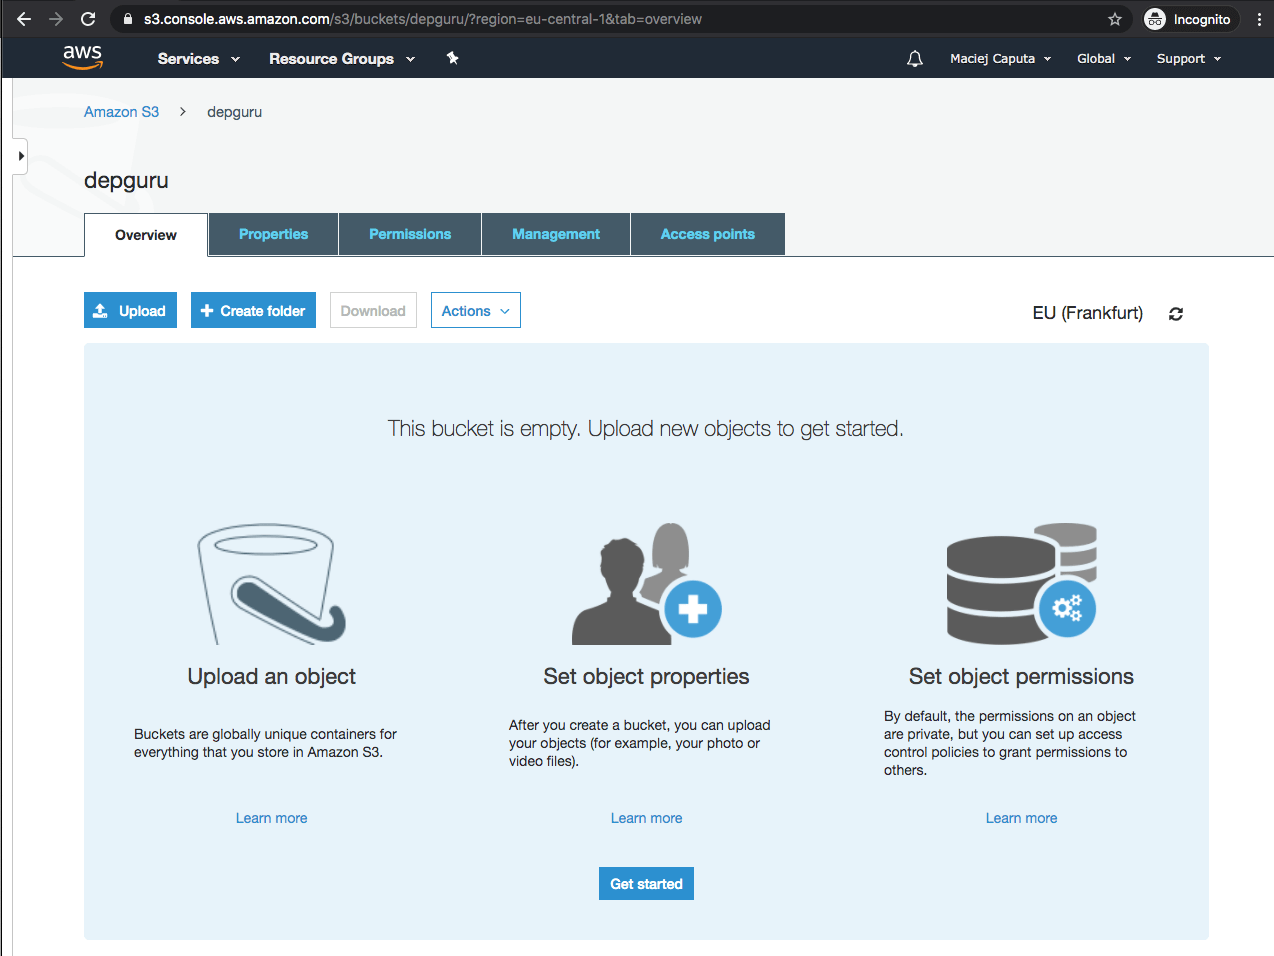 s3.console.aws.amazon.com/s3/buckets/depguru/?region=eu-central-1&tab=overview
Incognito
aws
Services
Resource Groups
Maciej Caputa
Global
Support
Amazon S3 > depguru
depguru
Overview
Properties
Permissions
Management
Access points
Upload
Create folder
Download
Actions
EU (Frankfurt)
This bucket is empty. Upload new objects to get started.
Upload an object
Buckets are globally unique containers for
everything that you store in Amazon S3.
Learn more
Set object properties
After you create a bucket, you can upload
your objects (for example, your photo or
video files).
Learn more
Set object permissions
By default, the permissions on an object
are private, but you can set up access
control policies to grant permissions to
others.
Learn more
Get started